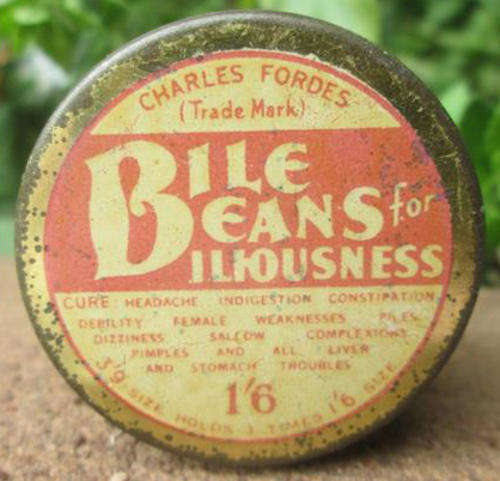 CHARLES FORDES
(Trade Mark)
BILE
BEANS for
BILIOUSNESS
CURE HEADACHE INDIGESTION CONSTIPATION
DEBILITY FEMALE WEAKNESSES PILES
DIZZINESS SALLOW COMPLEXIONS
PIMPLES AND ALL LIVER
AND STOMACH TROUBLES
1'6
3'9 SIZE HOLDS 3 TIMES 1'6 SIZE